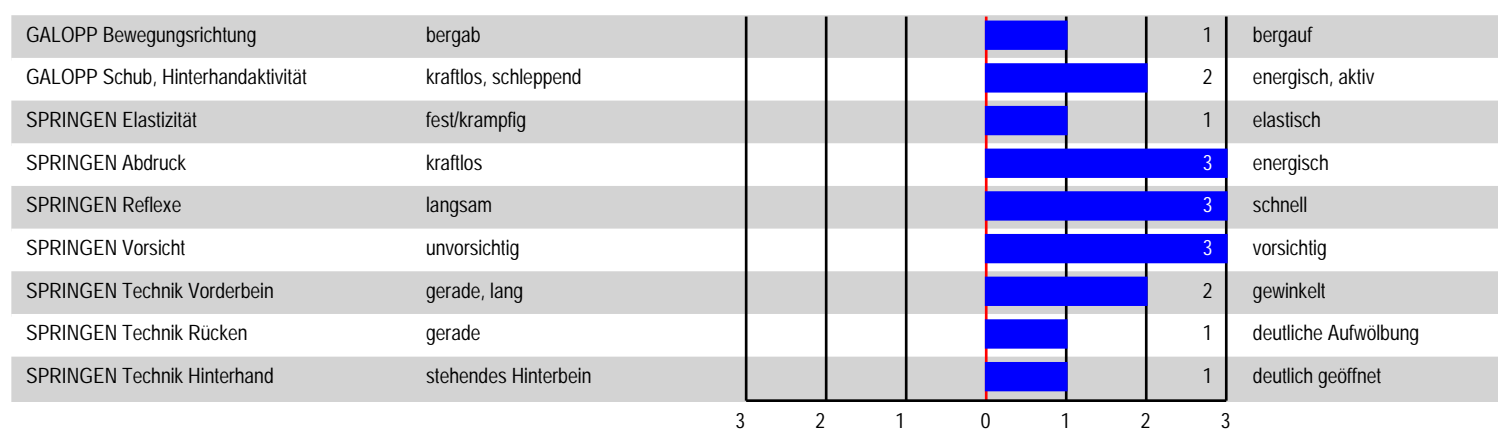 GALOPP Bewegungsrichtung bergab 1 bergauf
GALOPP Schub, Hinterhandaktivität kraftlos, schleppend 2 energisch, aktiv
SPRINGEN Elastizität fest/krampfig 1 elastisch
SPRINGEN Abdruck kraftlos 3 energisch
SPRINGEN Reflexe langsam 3 schnell
SPRINGEN Vorsicht unvorsichtig 3 vorsichtig
SPRINGEN Technik Vorderbein gerade, lang 2 gewinkelt
SPRINGEN Technik Rücken gerade 1 deutliche Aufwölbung
SPRINGEN Technik Hinterhand stehendes Hinterbein 1 deutlich geöffnet
3 2 1 0 1 2 3